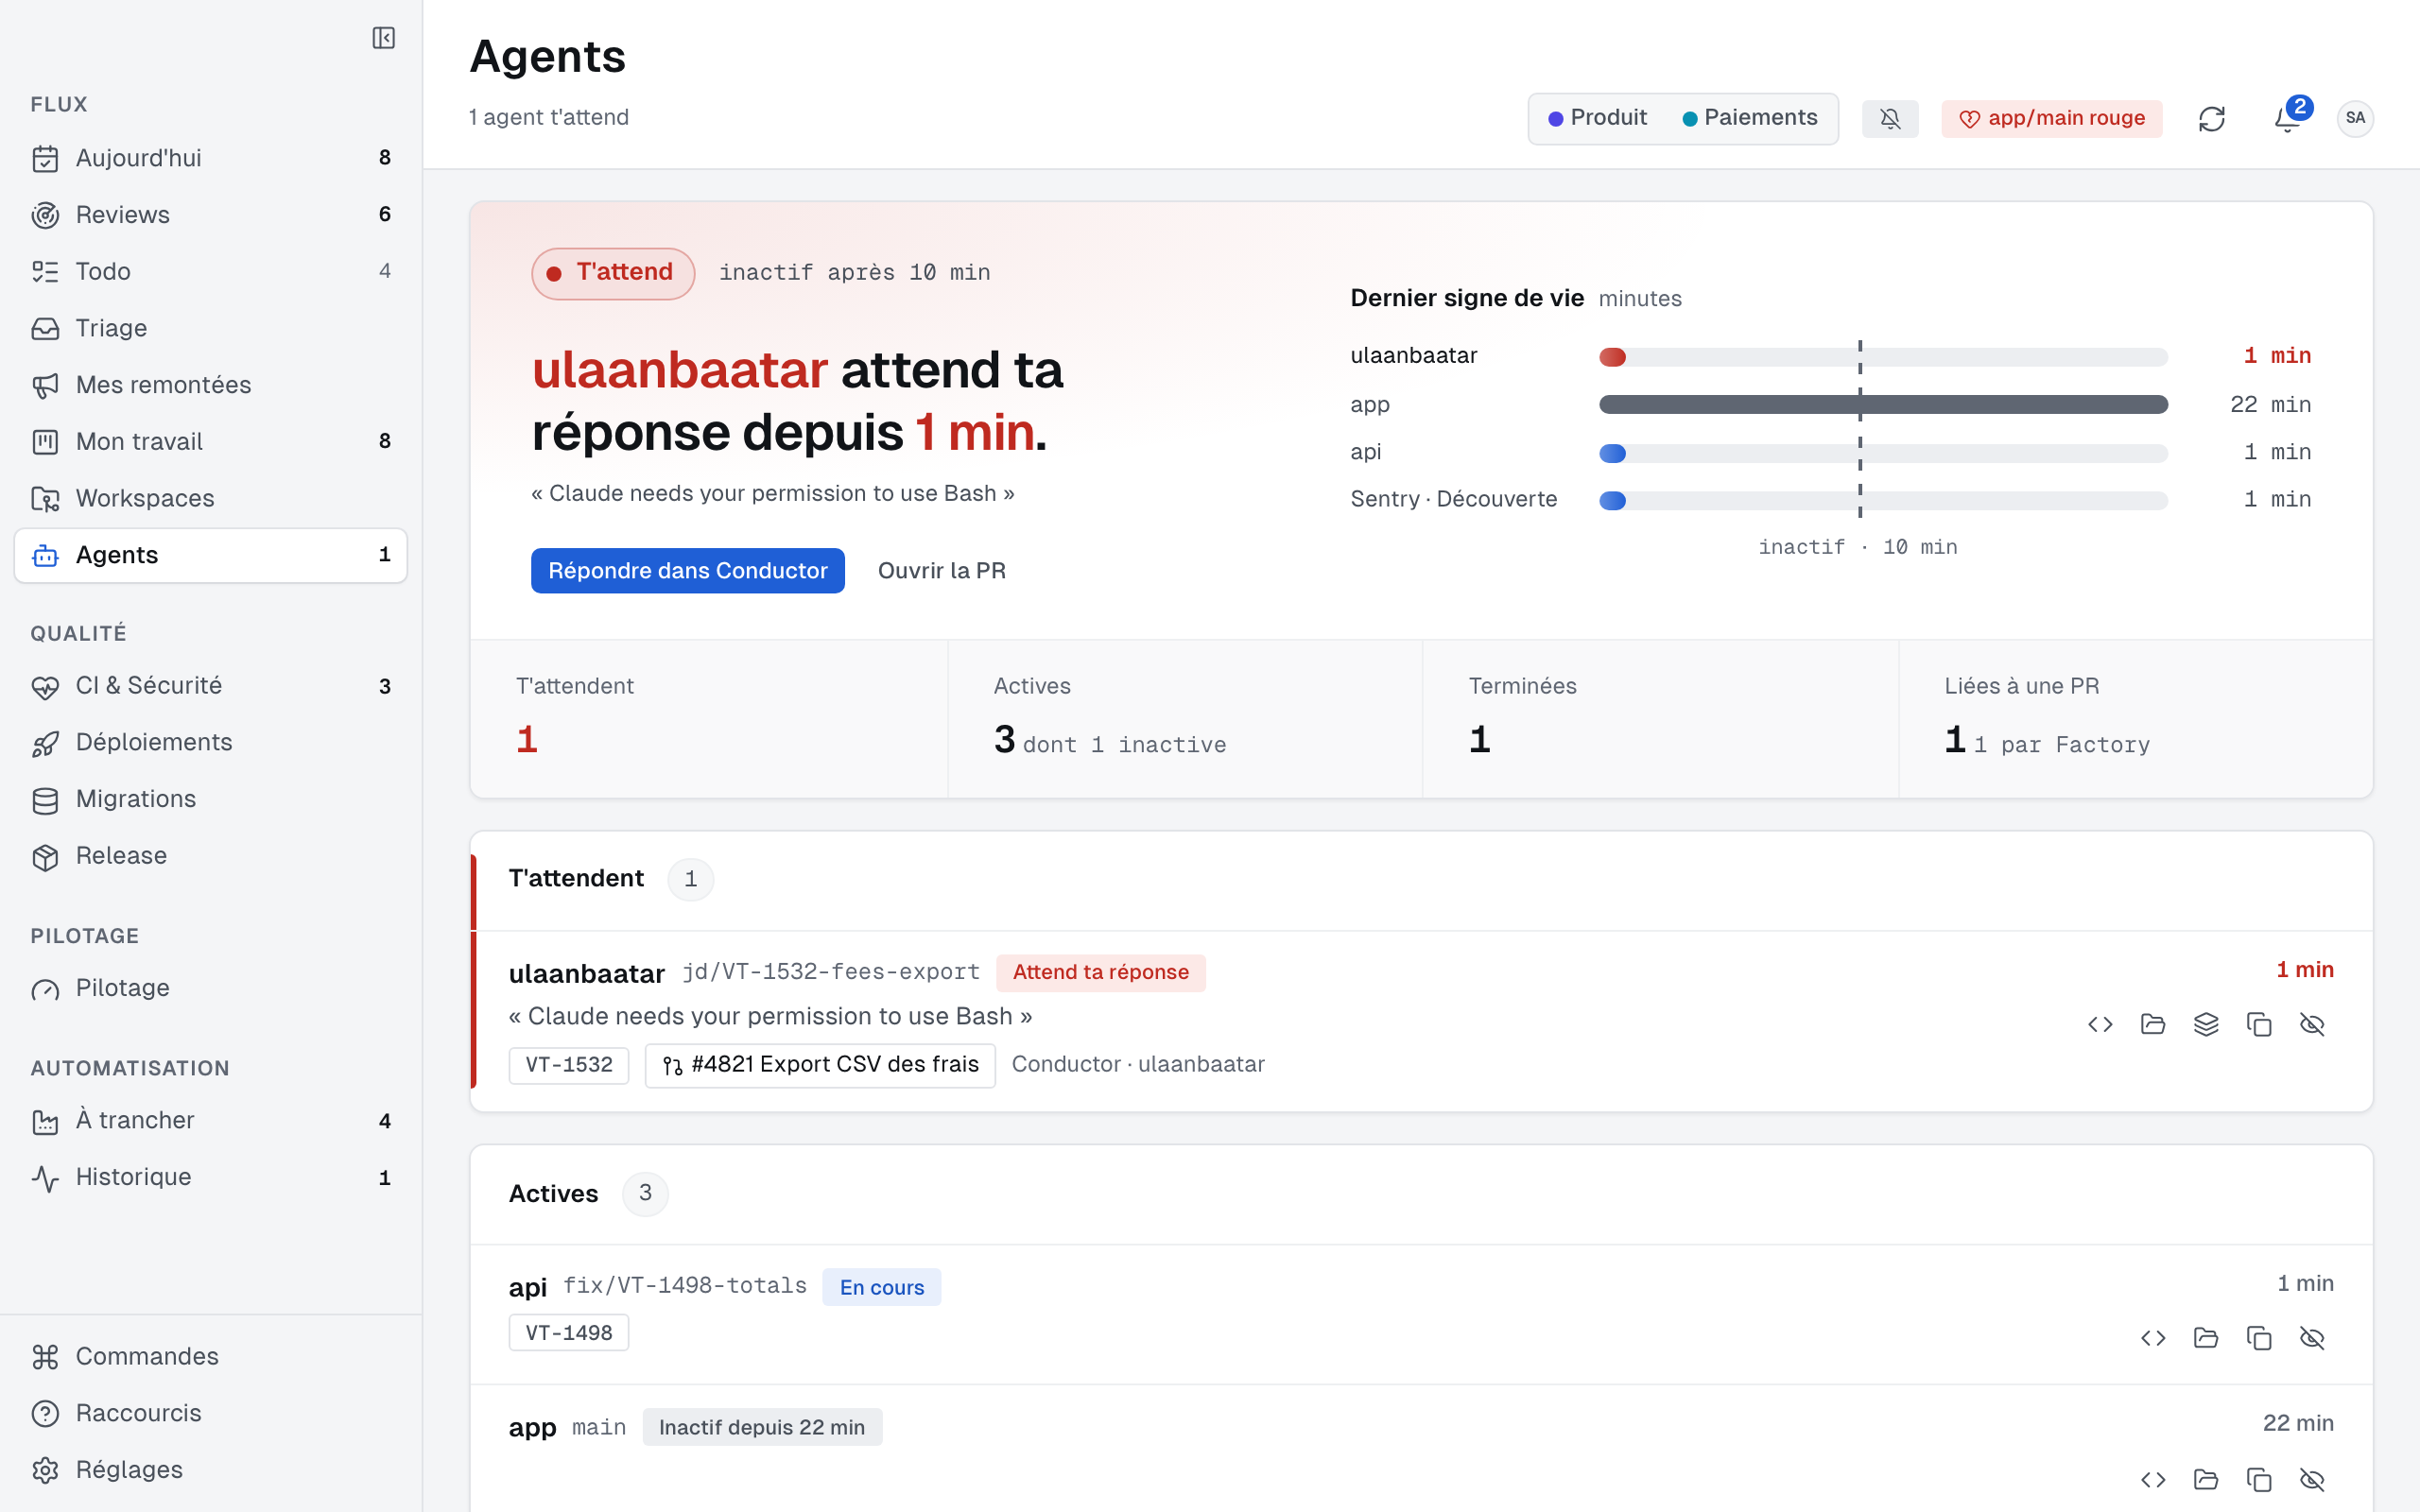 FLUX
Aujourd'hui 8
Reviews 6
Todo 4
Triage
Mes remontées
Mon travail 8
Workspaces
Agents 1
QUALITÉ
CI & Sécurité 3
Déploiements
Migrations
Release
PILOTAGE
Pilotage
AUTOMATISATION
À trancher 4
Historique 1
Commandes
Raccourcis
Réglages
Agents
1 agent t'attend
Produit Paiements
app/main rouge
2
SA
T'attend inactif après 10 min
ulaanbaatar attend ta
réponse depuis 1 min.
« Claude needs your permission to use Bash »
Répondre dans Conductor Ouvrir la PR
Dernier signe de vie minutes
ulaanbaatar 1 min
app 22 min
api 1 min
Sentry · Découverte 1 min
inactif · 10 min
T'attendent
1
Actives
3 dont 1 inactive
Terminées
1
Liées à une PR
1 1 par Factory
T'attendent 1
ulaanbaatar jd/VT-1532-fees-export Attend ta réponse 1 min
« Claude needs your permission to use Bash »
VT-1532 #4821 Export CSV des frais Conductor · ulaanbaatar
Actives 3
api fix/VT-1498-totals En cours 1 min
VT-1498
app main Inactif depuis 22 min 22 min